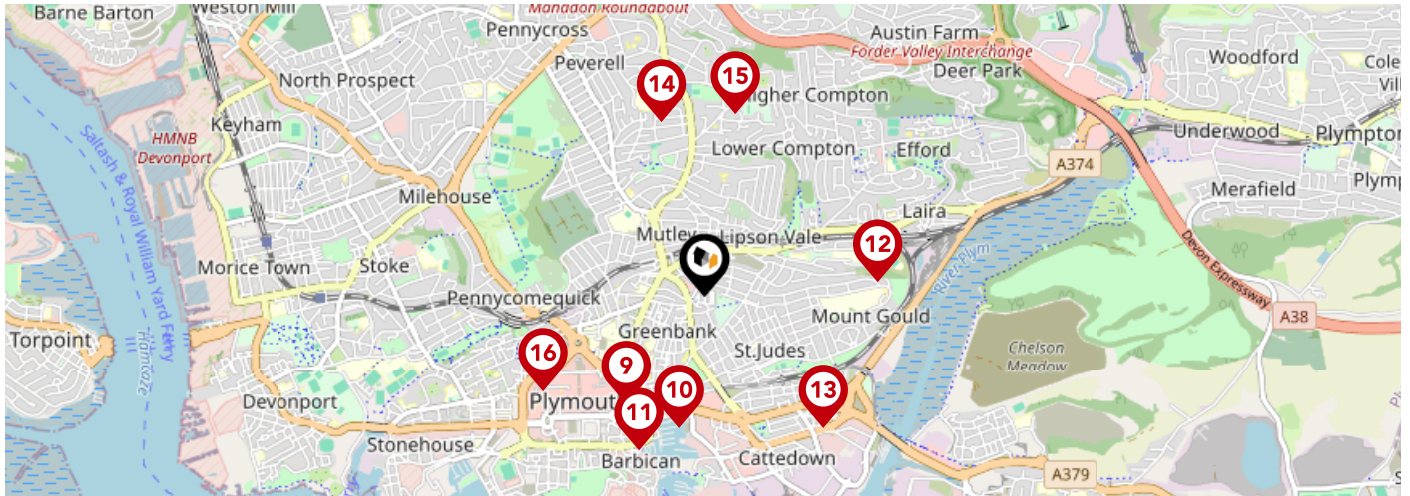 Barne Barton
Weston Mill
Manadon Roundabout
Pennycross
Austin Farm
Forder Valley Interchange
Peverell
Deer Park
Woodford
North Prospect
14
15
Higher Compton
Keyham
HMNB
Devonport
Lower Compton
Efford
Underwood
Plympton
A374
Saltash & Royal William Yard Ferry
Milehouse
Merafield
Laira
Mutley
Lipson Vale
12
River Plym
Devon Expressway
Morice Town
Stoke
Pennycomequick
Mount Gould
A38
Torpoint
Hamoaze
Greenbank
St.Judes
Chelson
Meadow
16
9
10
13
11
Devonport
Plymout
Stonehouse
Barbican
Cattedown
A379